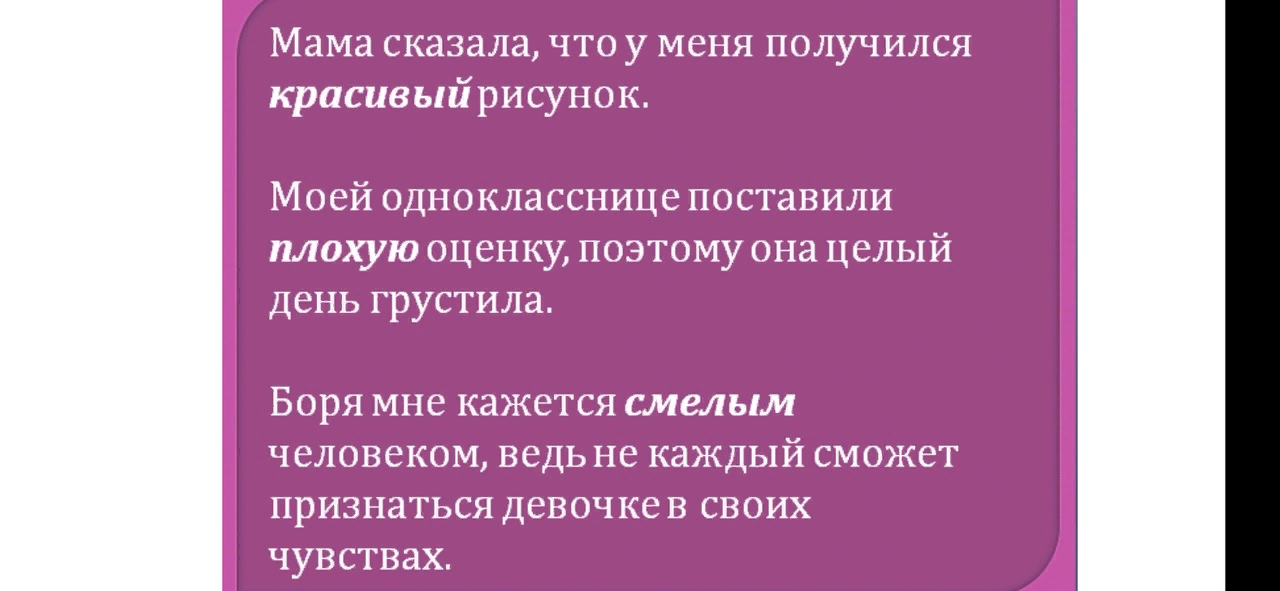 Мама сказала, что у меня получился
красивый рисунок.
Моей однокласснице поставили
плохую оценку, поэтому она целый
день грустила.
Боря мне кажется смелым
человеком, ведь не каждый сможет
признаться девочке в своих
чувствах.